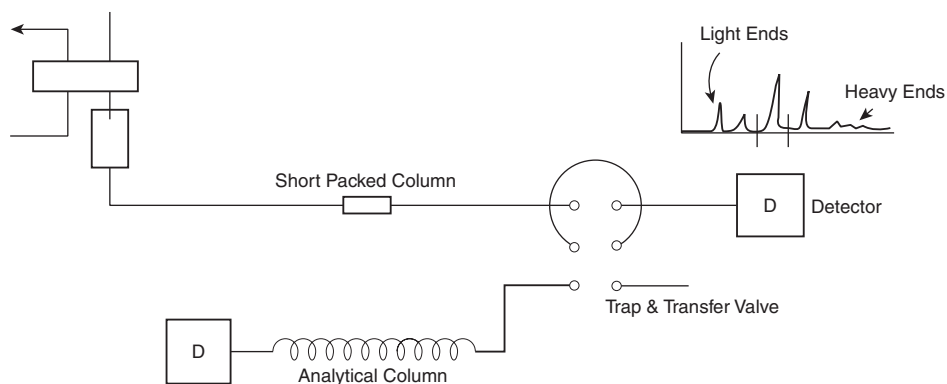 Light Ends
Heavy Ends
Short Packed Column
D
Detector
Trap & Transfer Valve
D
Analytical Column